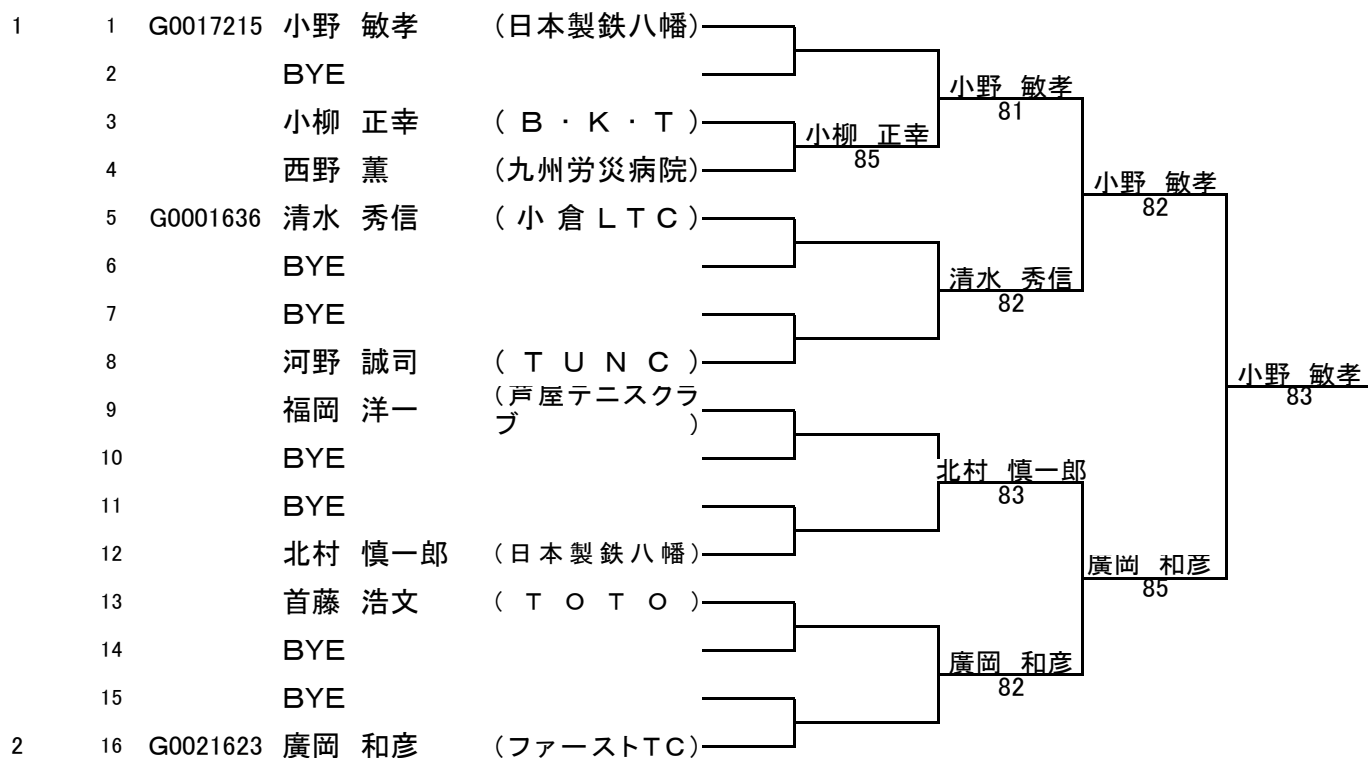 1 1 G0017215 小野 敏孝 (日本製鉄八幡)
2 BYE
小野 敏孝
81
3 小柳 正幸 (B・K・T)
小柳 正幸
85
4 西野 薫 (九州労災病院)
小野 敏孝
82
5 G0001636 清水 秀信 (小倉LTC)
6 BYE
清水 秀信
82
7 BYE
8 河野 誠司 (TUNC)
小野 敏孝
83
9 福岡 洋一 (芦屋テニスクラ
ブ)
10 BYE
北村 慎一郎
83
11 BYE
12 北村 慎一郎 (日本製鉄八幡)
廣岡 和彦
85
13 首藤 浩文 (TOTO)
14 BYE
廣岡 和彦
82
15 BYE
2 16 G0021623 廣岡 和彦 (ファーストTC)